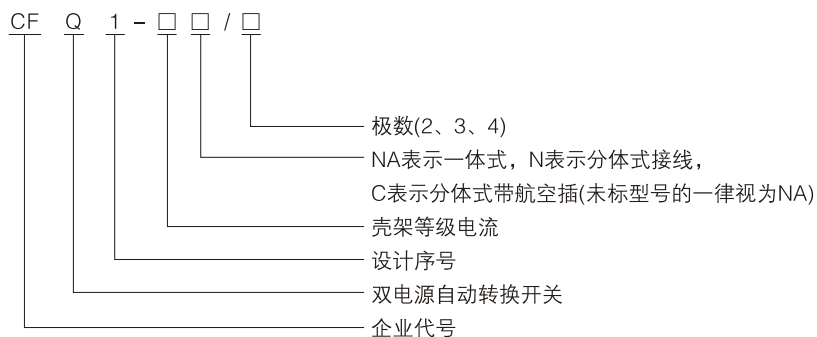 CF Q 1-□□/□
极数(2、3、4)
NA表示一体式，N表示分体式接线，
C表示分体式带航空插(未标型号的一律视为NA)
壳架等级电流
设计序号
双电源自动转换开关
企业代号